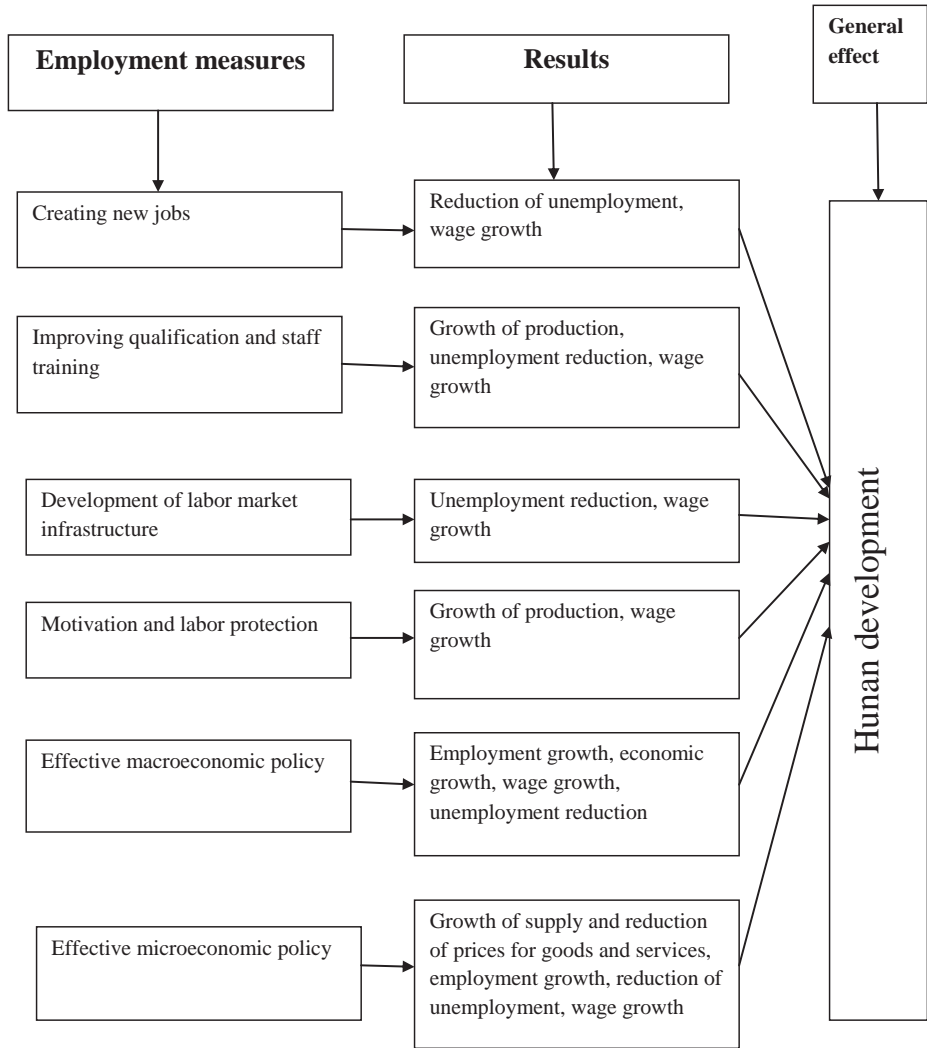 Employment measures
Results
General
effect
Creating new jobs
Reduction of unemployment,
wage growth
Improving qualification and staff
training
Growth of production,
unemployment reduction, wage
growth
Development of labor market
infrastructure
Unemployment reduction, wage
growth
Motivation and labor protection
Growth of production, wage
growth
Effective macroeconomic policy
Employment growth, economic
growth, wage growth,
unemployment reduction
Effective microeconomic policy
Growth of supply and reduction
of prices for goods and services,
employment growth, reduction of
unemployment, wage growth
Hunan development